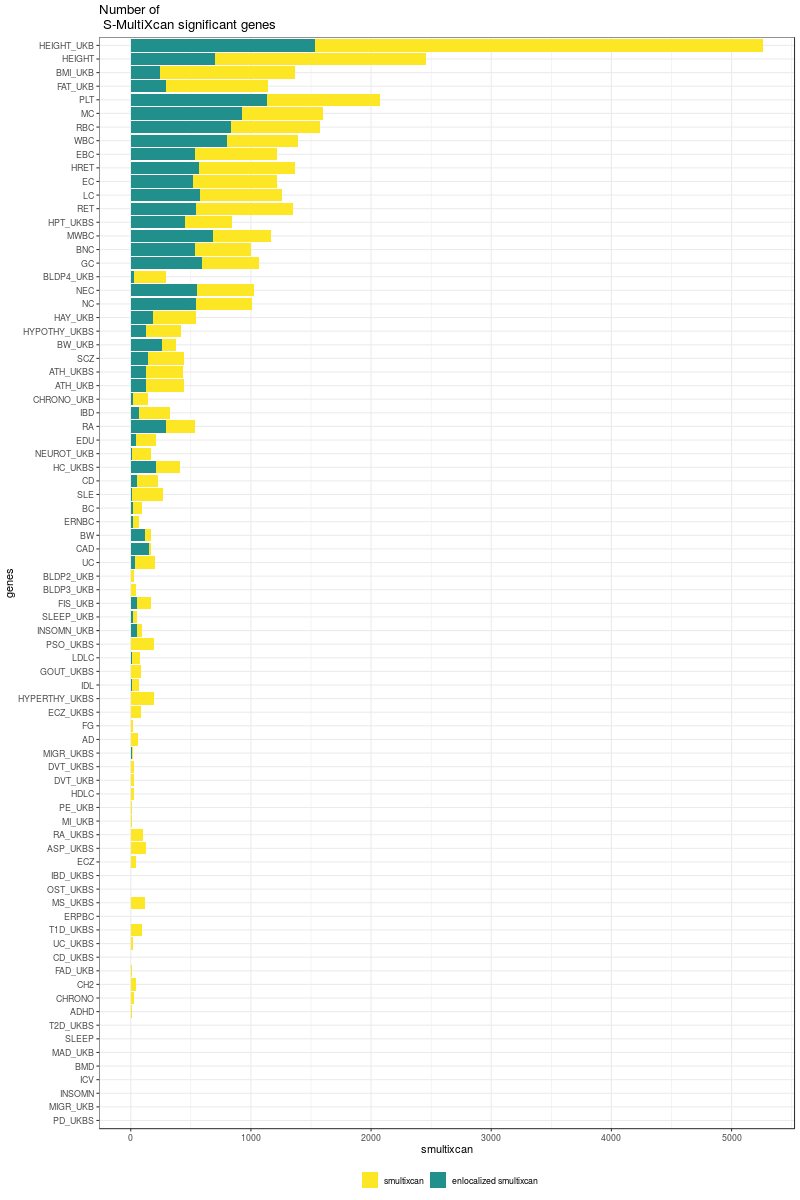 Number of
S-MultiXcan significant genes
HEIGHT_UKB
HEIGHT
BMI_UKB
FAT_UKB
PLT
MC
RBC
WBC
EBC
HRET
EC
LC
RET
HPT_UKBS
MWBC
BNC
GC
BLDP4_UKB
NEC
NC
HAY_UKB
HYPOTHY_UKBS
BW_UKB
SCZ
ATH_UKBS
ATH_UKB
CHRONO_UKB
IBD
RA
EDU
NEUROT_UKB
HC_UKBS
CD
SLE
BC
ERNBC
BW
CAD
UC
BLDP2_UKB
BLDP3_UKB
FIS_UKB
SLEEP_UKB
INSOMN_UKB
PSO_UKBS
LDLC
GOUT_UKBS
IDL
HYPERTHY_UKBS
ECZ_UKBS
FG
AD
MIGR_UKBS
DVT_UKBS
DVT_UKB
HDLC
PE_UKB
MI_UKB
RA_UKBS
ASP_UKBS
ECZ
IBD_UKBS
OST_UKBS
MS_UKBS
ERPBC
T1D_UKBS
UC_UKBS
CD_UKBS
FAD_UKB
CH2
CHRONO
ADHD
T2D_UKBS
SLEEP
MAD_UKB
BMD
ICV
INSOMN
MIGR_UKB
PD_UKBS
genes
0 1000 2000 3000 4000 5000
smultixcan
smultixcan enlocalized smultixcan